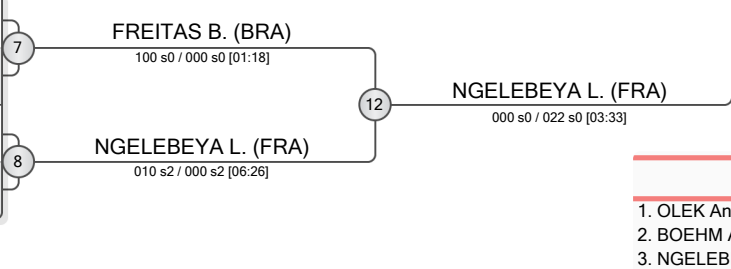 FREITAS B. (BRA)
7
100 s0 / 000 s0 [01:18]
12
NGELEBEYA L. (FRA)
000 s0 / 022 s0 [03:33]
NGELEBEYA L. (FRA)
8
010 s2 / 000 s2 [06:26]
1. OLEK An
2. BOEHM A
3. NGELEB